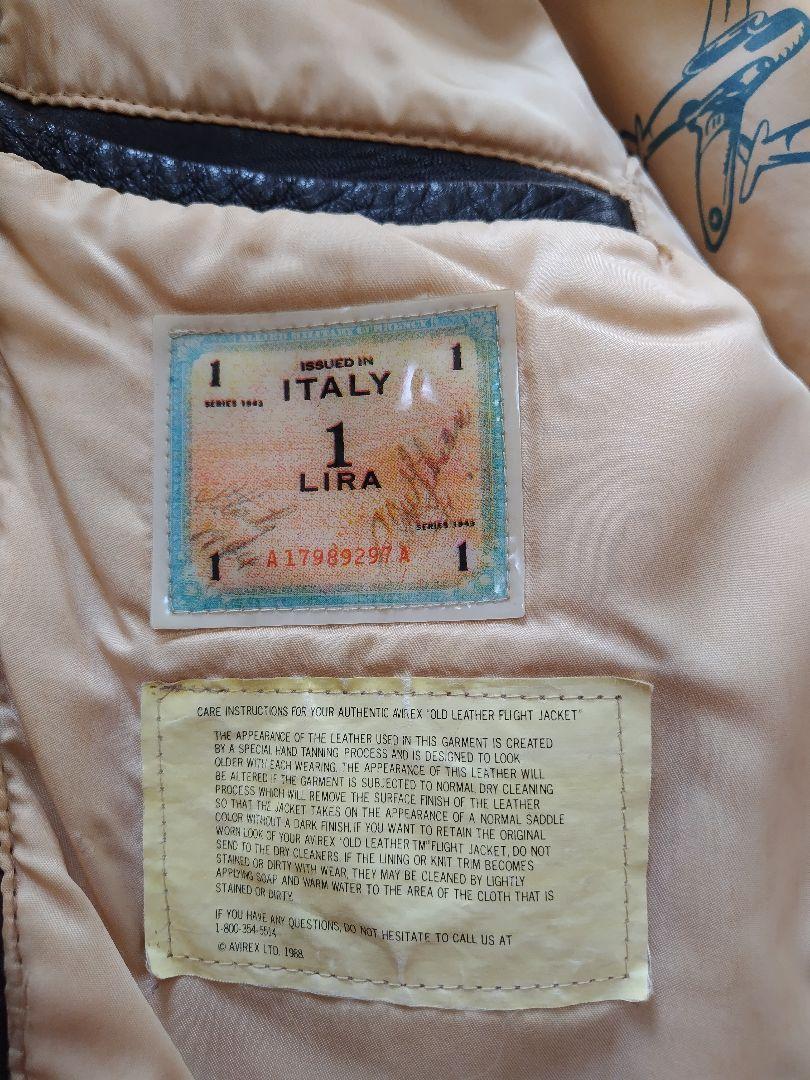 1 ISSUED IN 1
SERIES 1943 ITALY
1
LIRA
SERIES 1943
1 A17989297A 1
CARE INSTRUCTIONS FOR YOUR AUTHENTIC AVIREX "OLD LEATHER FLIGHT JACKET"
THE APPEARANCE OF THE LEATHER USED IN THIS GARMENT IS CREATED
BY A SPECIAL HAND TANNING PROCESS AND IS DESIGNED TO LOOK
OLDER WITH EACH WEARING. THE APPEARANCE OF THIS LEATHER WILL
BE ALTERED IF THE GARMENT IS SUBJECTED TO NORMAL DRY CLEANING
PROCESS WHICH WILL REMOVE THE SURFACE FINISH OF THE LEATHER
SO THAT THE JACKET TAKES ON THE APPEARANCE OF A NORMAL SADDLE
COLOR WITHOUT A DARK FINISH. IF YOU WANT TO RETAIN THE ORIGINAL
WORN LOOK OF YOUR AVIREX "OLD LEATHER TM" FLIGHT JACKET, DO NOT
SEND TO THE DRY CLEANERS. IF THE LINING OR KNIT TRIM BECOMES
STAINED OR DIRTY WITH WEAR, THEY MAY BE CLEANED BY LIGHTLY
APPLYING SOAP AND WARM WATER TO THE AREA OF THE CLOTH THAT IS
STAINED OR DIRTY.
IF YOU HAVE ANY QUESTIONS, DO NOT HESITATE TO CALL US AT
1-800-354-5514
© AVIREX LTD. 1988